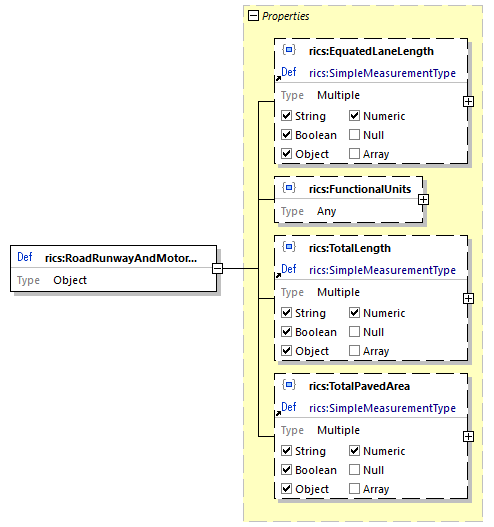 Properties
rics:EquatedLaneLength
Def rics:SimpleMeasurementType
Type Multiple
String Numeric
Boolean Null
Object Array
rics:FunctionalUnits
Type Any
Def rics:RoadRunwayAndMotor...
Type Object
rics:TotalLength
Def rics:SimpleMeasurementType
Type Multiple
String Numeric
Boolean Null
Object Array
rics:TotalPavedArea
Def rics:SimpleMeasurementType
Type Multiple
String Numeric
Boolean Null
Object Array